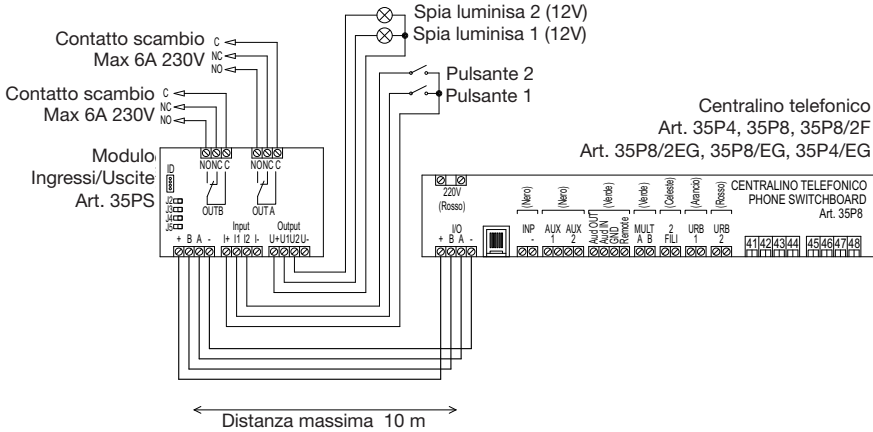 Spia luminisa 2 (12V)
Spia luminisa 1 (12V)
Contatto scambio C
Max 6A 230V NC
NO
Pulsante 2
Pulsante 1
Contatto scambio C
Max 6A 230V NC
NO
Centralino telefonico
Art. 35P4, 35P8, 35P8/2F
Art. 35P8/2EG, 35P8/EG, 35P4/EG
Modulo
Ingressi/Uscite
Art. 35PS
ID
J2
J3
J4
J5
NO NC C
NO NC C
OUTB
OUT A
Input
Output
+ B A -
I+ I1 I2 I-
U+ U1 U2 U-
220V
(Rosso)
I/O
+ B A -
(Nero)
INP
-
(Nero)
AUX AUX
1 2
(Verde)
Aud OUT
Aud IN
GND
Remote
(Verde)
MULT
A B
(Celeste)
2
FILI
(Arancio)
URB
1
(Rosso)
URB
2
CENTRALINO TELEFONICO
PHONE SWITCHBOARD
Art. 35P8
41 42 43 44 45 46 47 48
Distanza massima 10 m